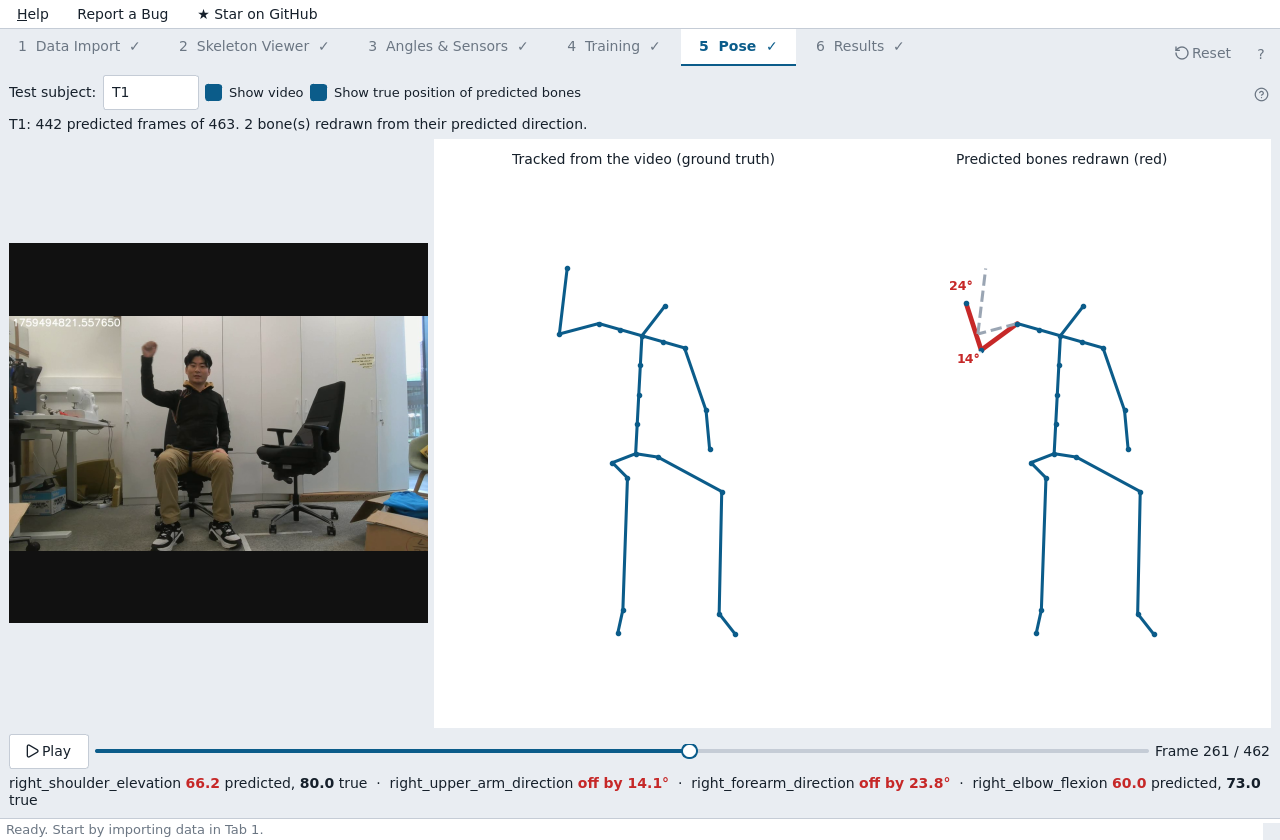 Help Report a Bug ★ Star on GitHub
1 Data Import ✓ 2 Skeleton Viewer ✓ 3 Angles & Sensors ✓ 4 Training ✓ 5 Pose ✓ 6 Results ✓ Reset ?
Test subject: T1 Show video Show true position of predicted bones
T1: 442 predicted frames of 463. 2 bone(s) redrawn from their predicted direction.
Tracked from the video (ground truth) Predicted bones redrawn (red)
24°
14°
1759494821.557650
Play Frame 261 / 462
right_shoulder_elevation 66.2 predicted, 80.0 true · right_upper_arm_direction off by 14.1° · right_forearm_direction off by 23.8° · right_elbow_flexion 60.0 predicted, 73.0
true
Ready. Start by importing data in Tab 1.